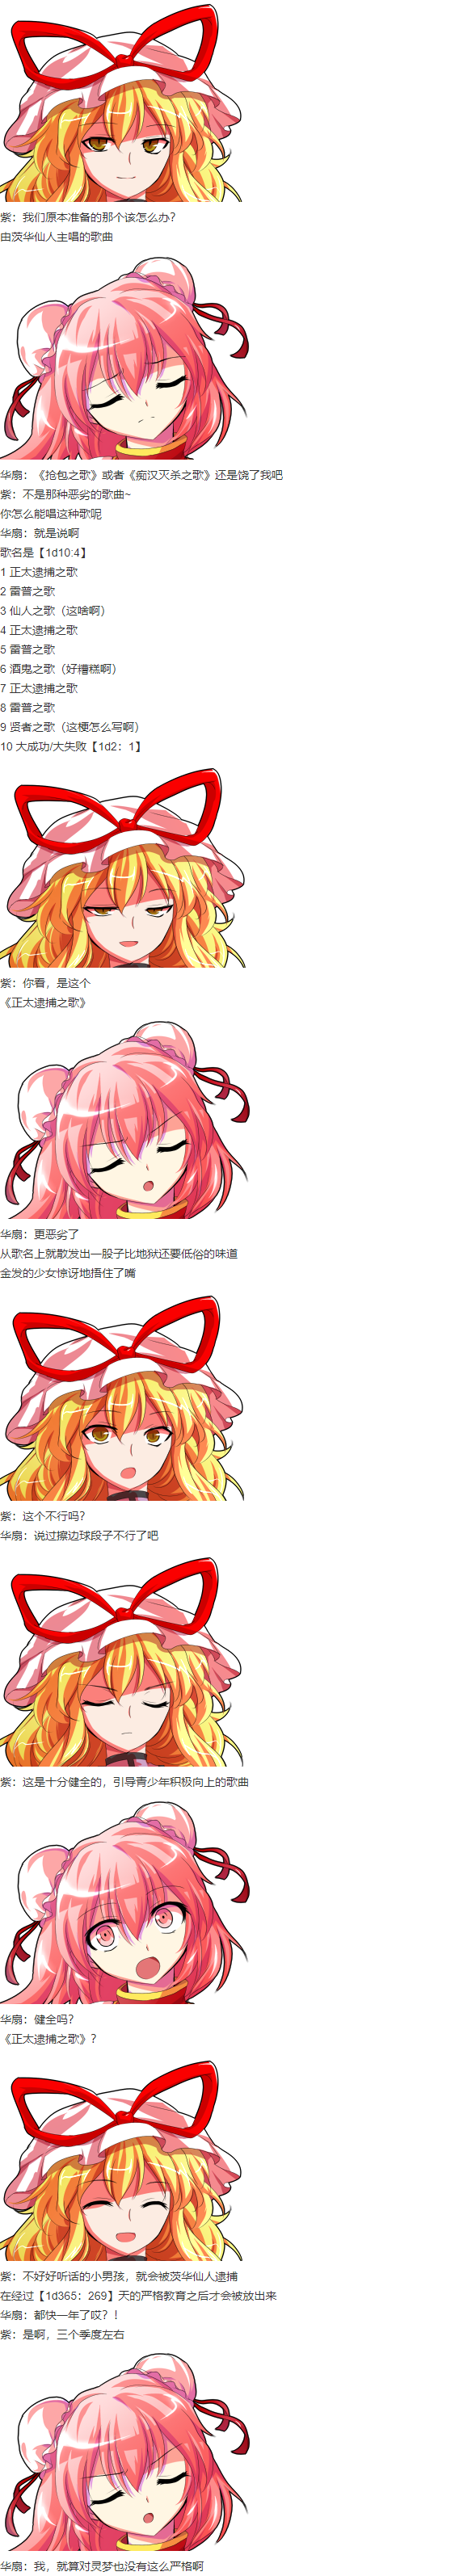 紫：我们原本准备的那个该怎么办？
由茨华仙人主唱的歌曲
华扇：《抢包之歌》或者《痴汉灭杀之歌》还是饶了我吧
紫：不是那种恶劣的歌曲~
你怎么能唱这种歌呢
华扇：就是说啊
歌名是【1d10:4】
1 正太逮捕之歌
2 雷普之歌
3 仙人之歌（这啥啊）
4 正太逮捕之歌
5 雷普之歌
6 酒鬼之歌（好糟糕啊）
7 正太逮捕之歌
8 雷普之歌
9 贤者之歌（这梗怎么写啊）
10 大成功/大失败【1d2：1】
紫：你看，是这个
《正太逮捕之歌》
华扇：更恶劣了
从歌名上就散发出一股子比地狱还要低俗的味道
金发的少女惊讶地捂住了嘴
紫：这个不行吗？
华扇：说过擦边球段子不行了吧
紫：这是十分健全的，引导青少年积极向上的歌曲
华扇：健全吗？
《正太逮捕之歌》？
紫：不好好听话的小男孩，就会被茨华仙人逮捕
在经过【1d365：269】天的严格教育之后才会被放出来
华扇：都快一年了哎？！
紫：是啊，三个季度左右
华扇：我，就算对灵梦也没有这么严格啊